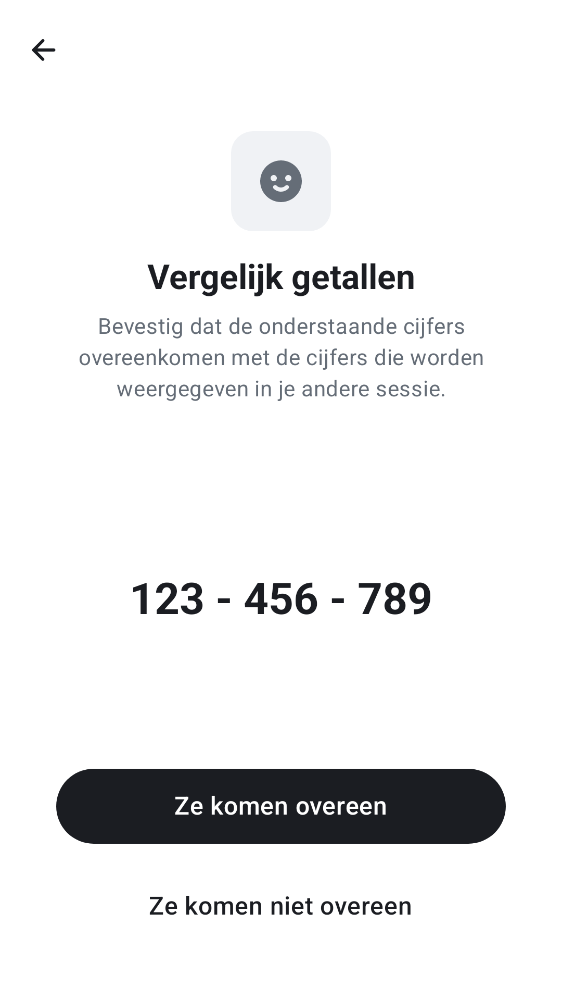 Vergelijk getallen
Bevestig dat de onderstaande cijfers
overeenkomen met de cijfers die worden
weergegeven in je andere sessie.
123 - 456 - 789
Ze komen overeen
Ze komen niet overeen